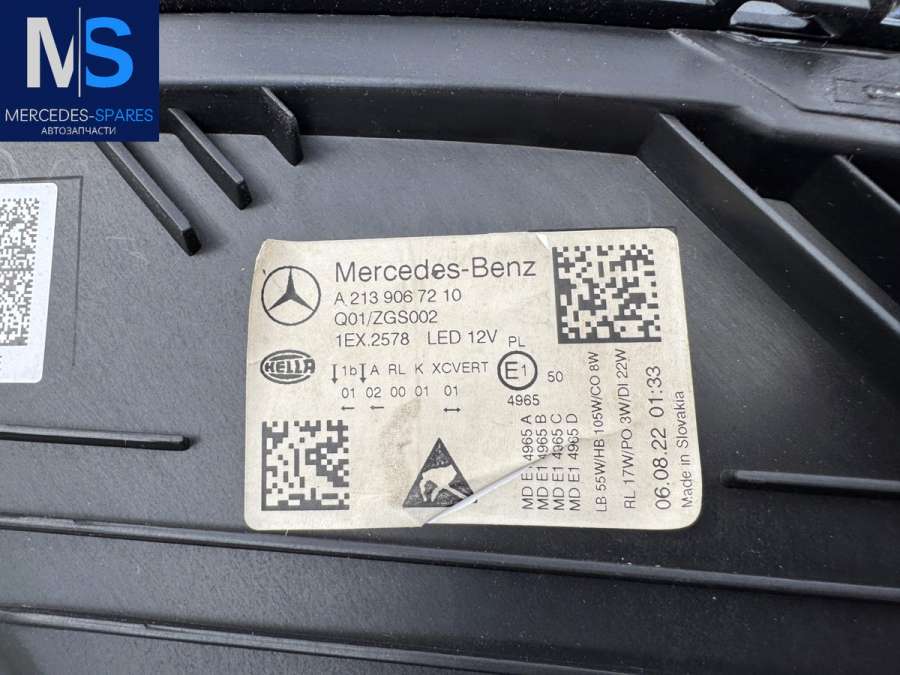 MS
MERCEDES-SPARES
АВТОЗАПЧАСТИ
Mercedes-Benz
A 213 906 72 10
Q01/ZGS002
1EX.2578 LED 12V PL
HELLA
1b A RL K XCVERT E1 50
01 02 00 01 01 4965
MD E1 4965 A
MD E1 4965 B
MD E1 4965 C
MD E1 4965 D
LB 55W/HB 105W/CO 8W
RL 17W/PO 3W/DI 22W
06.08.22 01:33
Made in Slovakia